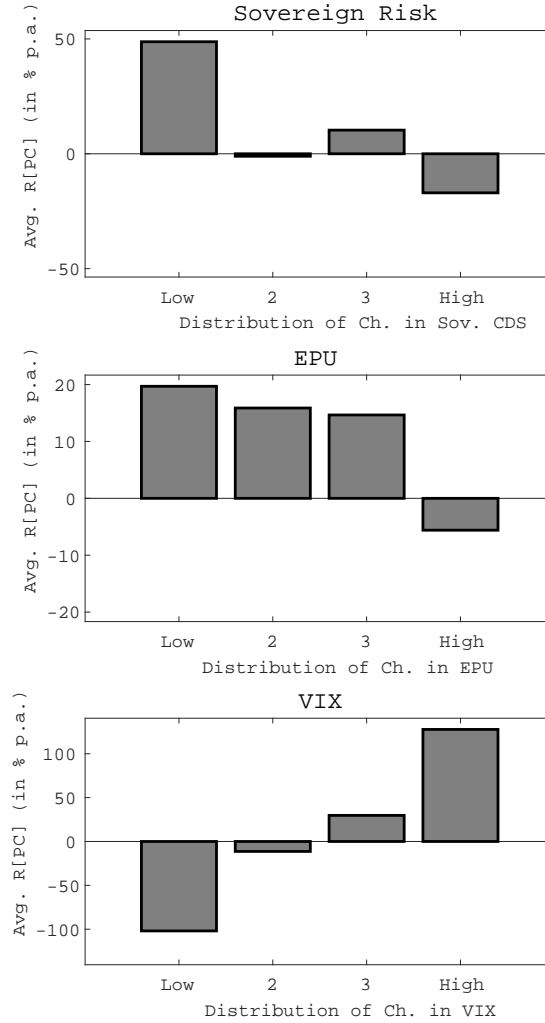 Sovereign Risk
Avg. R[PC] (in % p.a.)
50
0
-50
Low 2 3 High
Distribution of Ch. in Sov. CDS
EPU
Avg. R[PC] (in % p.a.)
20
10
0
-10
-20
Low 2 3 High
Distribution of Ch. in EPU
VIX
Avg. R[PC] (in % p.a.)
100
50
0
-50
-100
Low 2 3 High
Distribution of Ch. in VIX